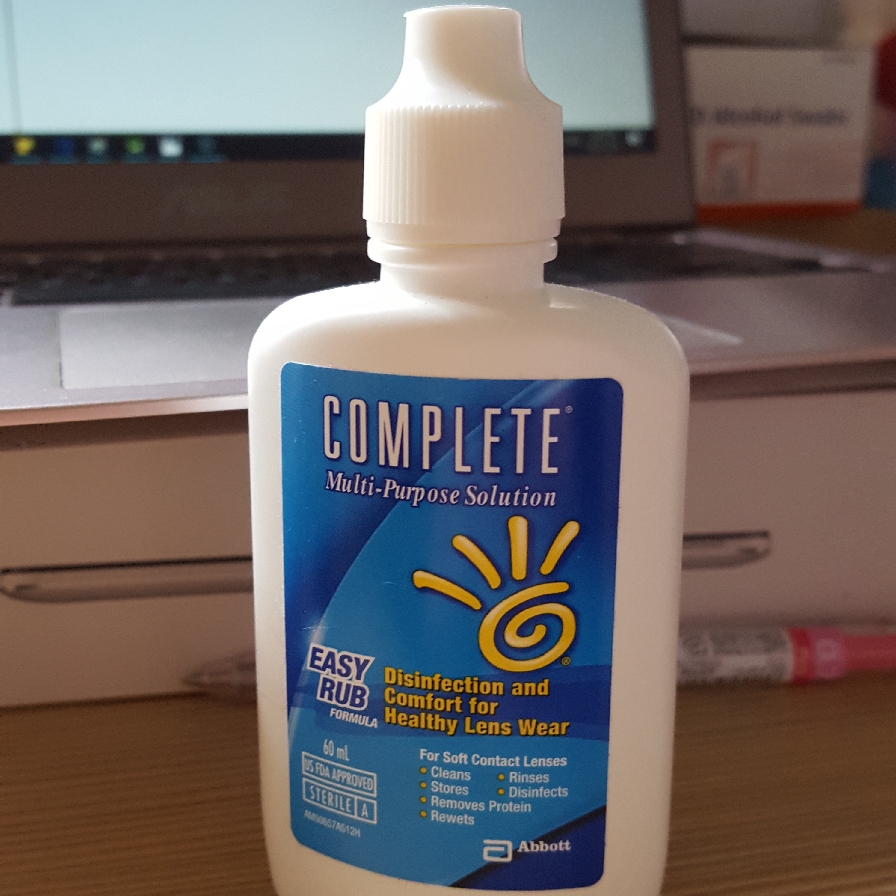 COMPLETE®
Multi-Purpose Solution
EASY
RUB
FORMULA
Disinfection and
Comfort for
Healthy Lens Wear
®
60 mL
US FDA APPROVED
STERILE A
For Soft Contact Lenses
• Cleans • Rinses
• Stores • Disinfects
• Removes Protein
• Rewets
Abbott